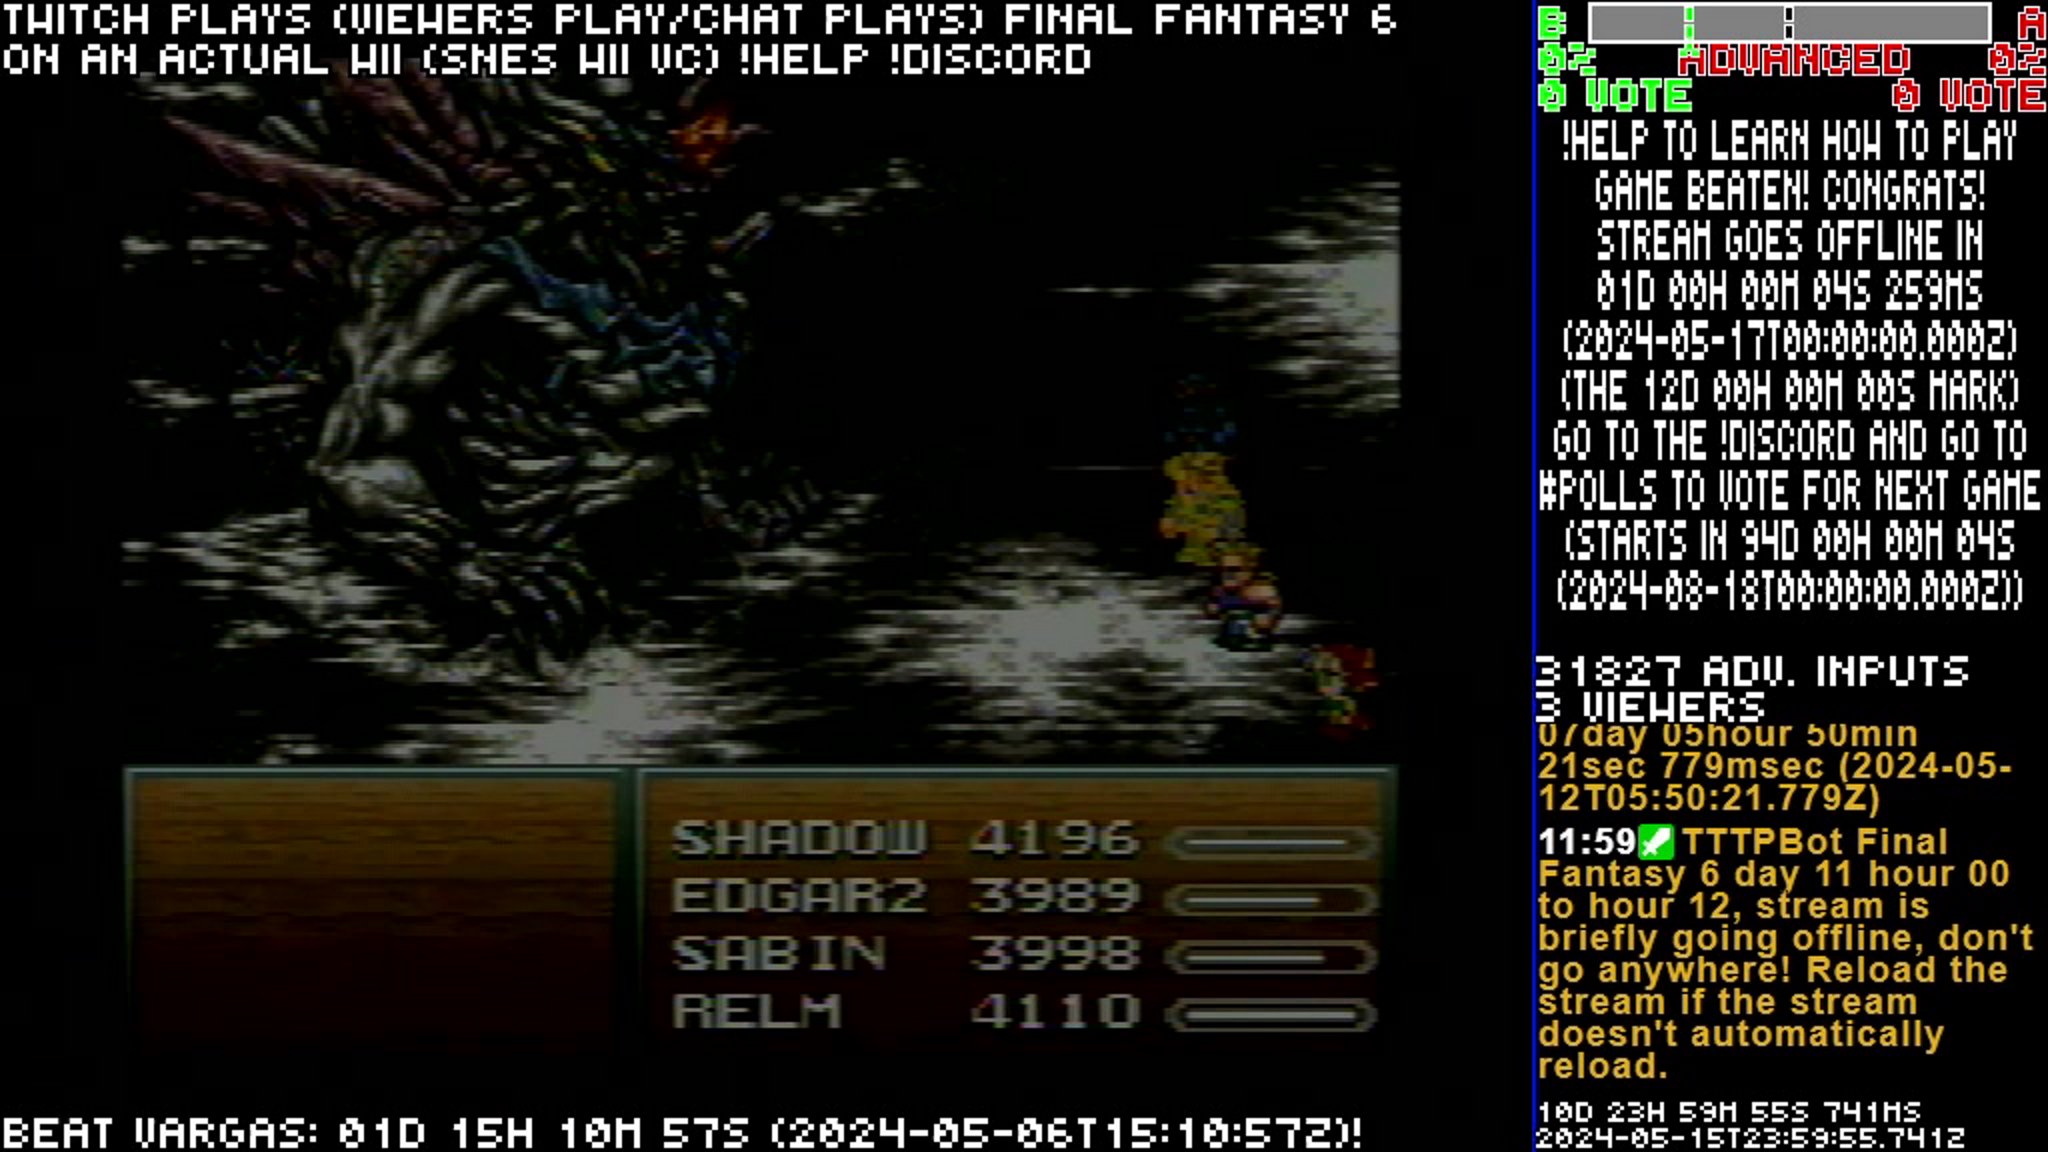 TWITCH PLAYS (VIEWERS PLAY/CHAT PLAYS) FINAL FANTASY 6
ON AN ACTUAL WII (SNES WII VC) !HELP !DISCORD
B A
0% ADVANCED 0%
0 VOTE 0 VOTE
!HELP TO LEARN HOW TO PLAY
GAME BEATEN! CONGRATS!
STREAM GOES OFFLINE IN
01D 00H 00M 04S 259MS
(2024-05-17T00:00:00.000Z)
(THE 12D 00H 00M 00S MARK)
GO TO THE !DISCORD AND GO TO
#POLLS TO VOTE FOR NEXT GAME
(STARTS IN 94D 00H 00M 04S
(2024-08-18T00:00:00.000Z))
31827 ADV. INPUTS
3 VIEWERS
07day 05hour 50min
21sec 779msec (2024-05-
12T05:50:21.779Z)
11:59 TTTPBot Final
Fantasy 6 day 11 hour 00
to hour 12, stream is
briefly going offline, don't
go anywhere! Reload the
stream if the stream
doesn't automatically
reload.
10D 23H 59M 55S 741MS
2024-05-15T23:59:55.741Z
SHADOW 4196
EDGAR2 3989
SABIN 3998
RELM 4110
BEAT VARGAS: 01D 15H 10M 57S (2024-05-06T15:10:57Z)!